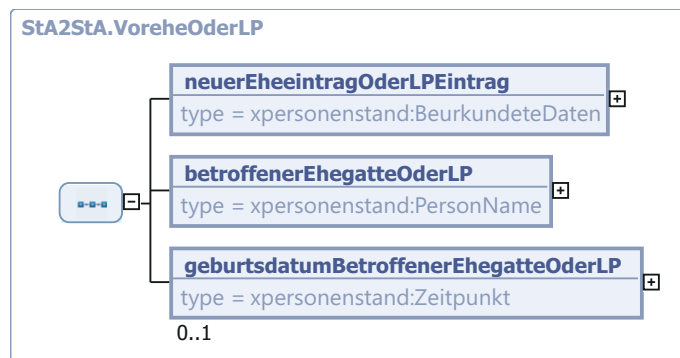 StA2StA.VoreheOderLP
neuerEheeintragOderLPEintrag
type = xpersonenstand:BeurkundeteDaten
betroffenerEhegatteOderLP
type = xpersonenstand:PersonName
geburtsdatumBetroffenerEhegatteOderLP
type = xpersonenstand:Zeitpunkt
0..1